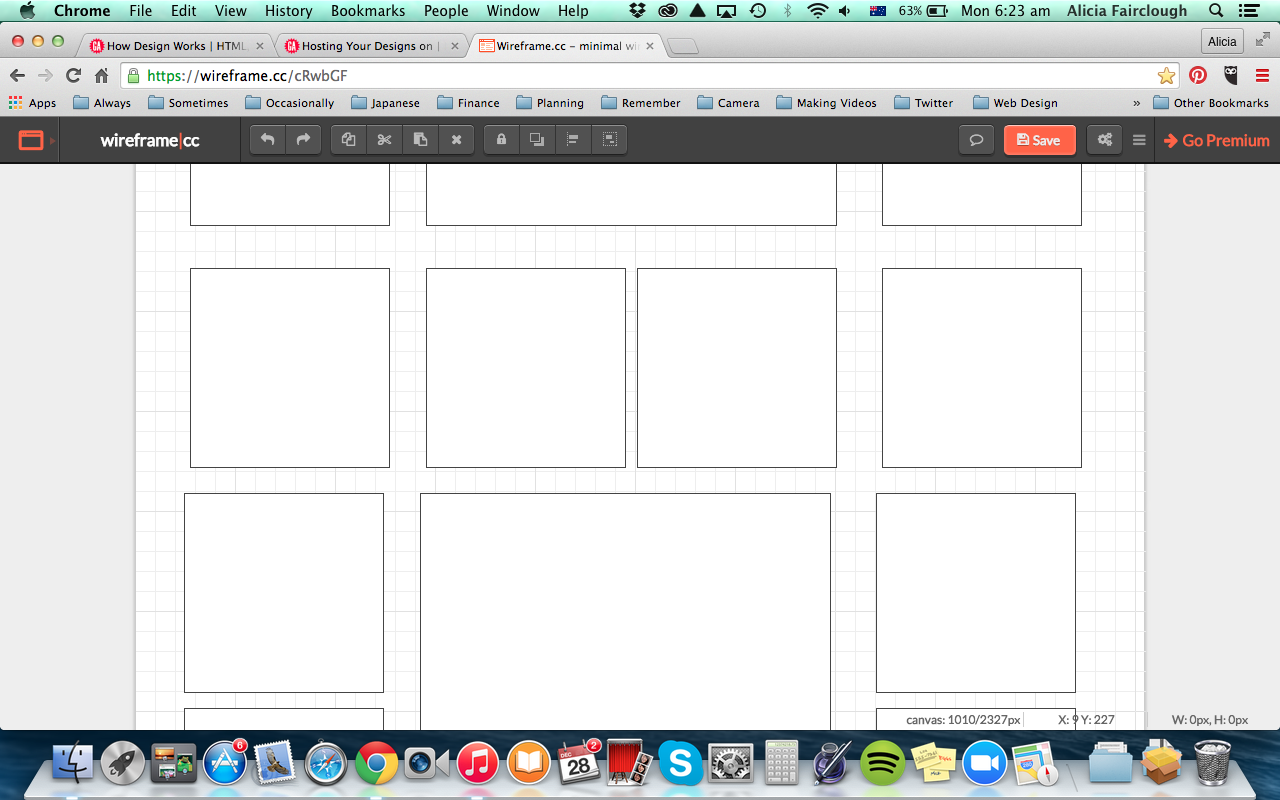 Chrome File Edit View History Bookmarks People Window Help 63% Mon 6:23 am Alicia Fairclough
How Design Works | HTML, Hosting Your Designs on | Wireframe.cc – minimal wi Alicia
https://wireframe.cc/cRwbGF
Apps Always Sometimes Occasionally Japanese Finance Planning Remember Camera Making Videos Twitter Web Design » Other Bookmarks
wireframe|cc Save Go Premium
canvas: 1010/2327px X: 9 Y: 227 W: 0px, H: 0px
6
DEC 2
28